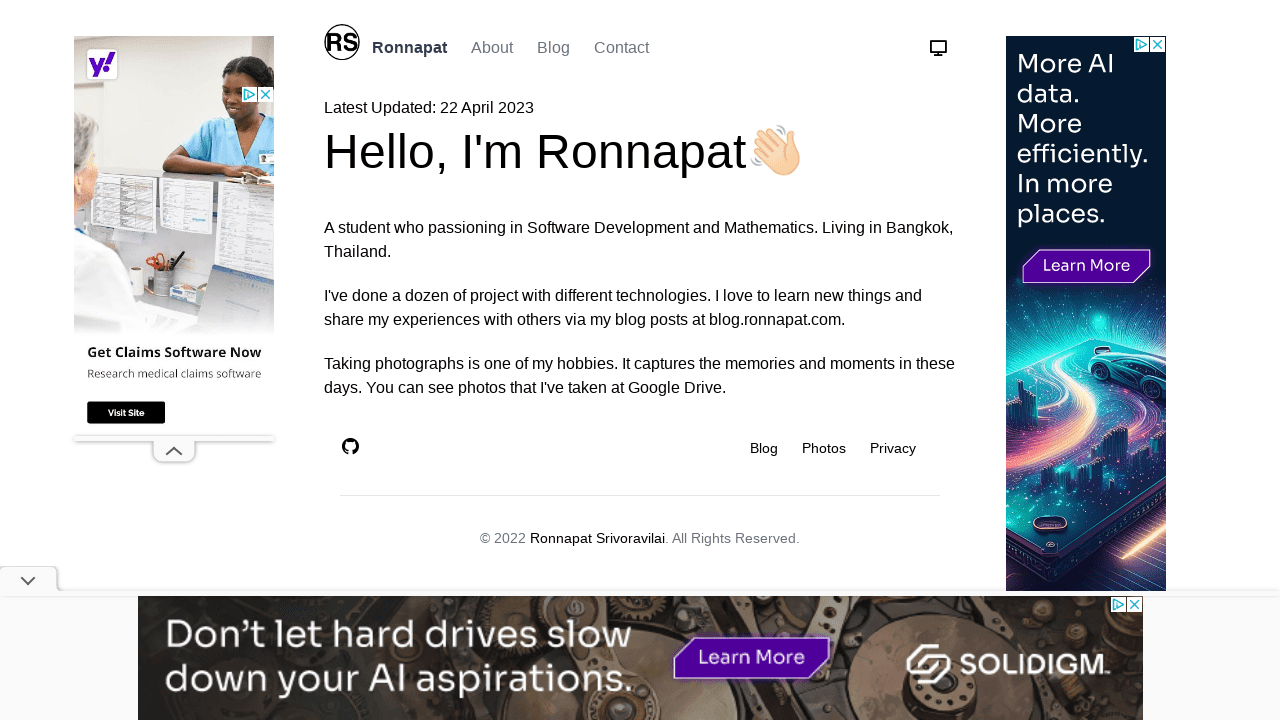 RS
Ronnapat
About
Blog
Contact
Latest Updated: 22 April 2023
Hello, I'm Ronnapat👋🏻
A student who passioning in Software Development and Mathematics. Living in Bangkok,
Thailand.
I've done a dozen of project with different technologies. I love to learn new things and
share my experiences with others via my blog posts at blog.ronnapat.com.
Taking photographs is one of my hobbies. It captures the memories and moments in these
days. You can see photos that I've taken at Google Drive.
Blog
Photos
Privacy
© 2022 Ronnapat Srivoravilai. All Rights Reserved.
y!
Get Claims Software Now
Research medical claims software
Visit Site
More AI
data.
More
efficiently.
In more
places.
Learn More
Don't let hard drives slow
down your AI aspirations.
Learn More
SOLIDIGM™